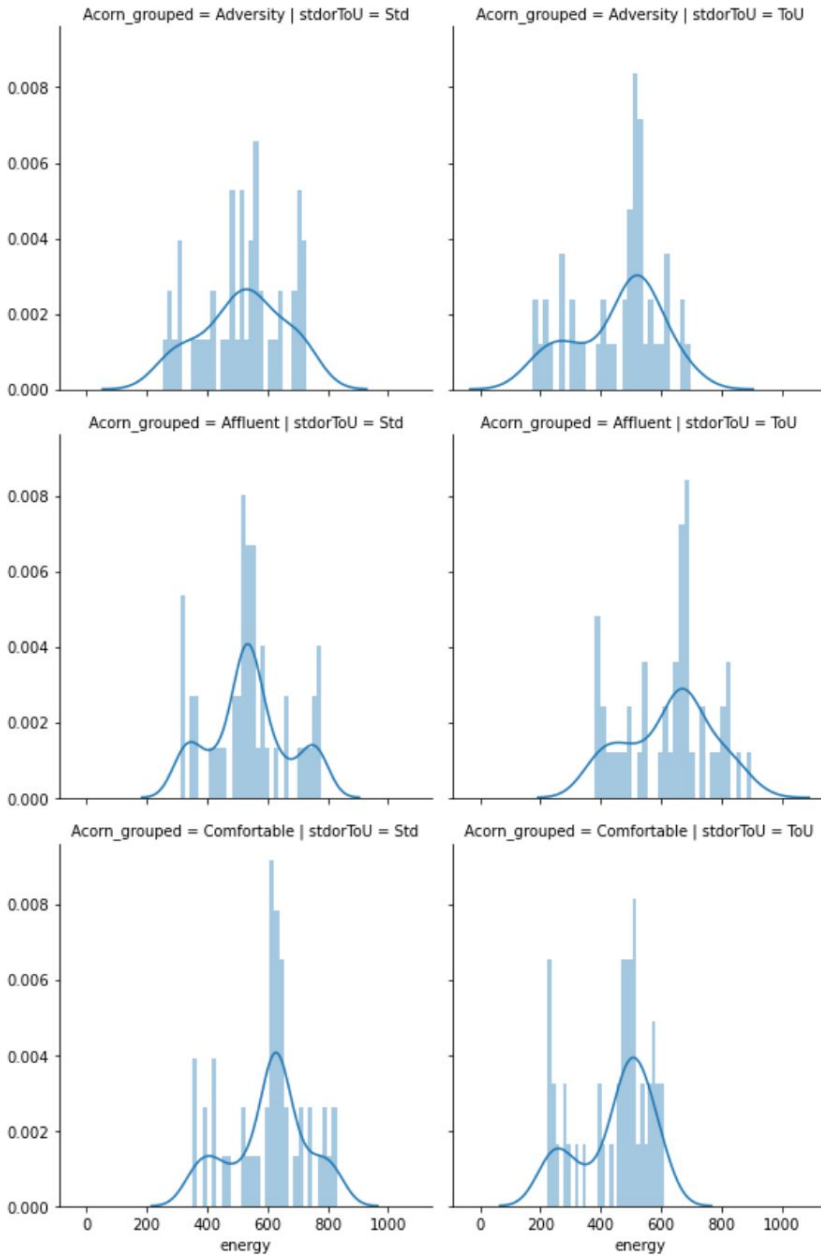 Acorn_grouped = Adversity | stdorToU = Std
Acorn_grouped = Adversity | stdorToU = ToU
0.008
0.006
0.004
0.002
0.000
Acorn_grouped = Affluent | stdorToU = Std
Acorn_grouped = Affluent | stdorToU = ToU
0.008
0.006
0.004
0.002
0.000
Acorn_grouped = Comfortable | stdorToU = Std
Acorn_grouped = Comfortable | stdorToU = ToU
0.008
0.006
0.004
0.002
0.000
0 200 400 600 800 1000
0 200 400 600 800 1000
energy
energy